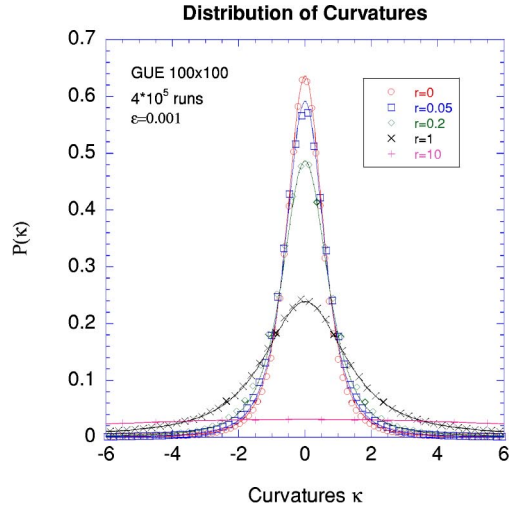 Distribution of Curvatures
0.7
0.6
0.5
0.4
0.3
0.2
0.1
0
P(κ)
GUE 100x100
4*10⁵ runs
ε=0.001
r=0
r=0.05
r=0.2
r=1
r=10
-6 -4 -2 0 2 4 6
Curvatures κ